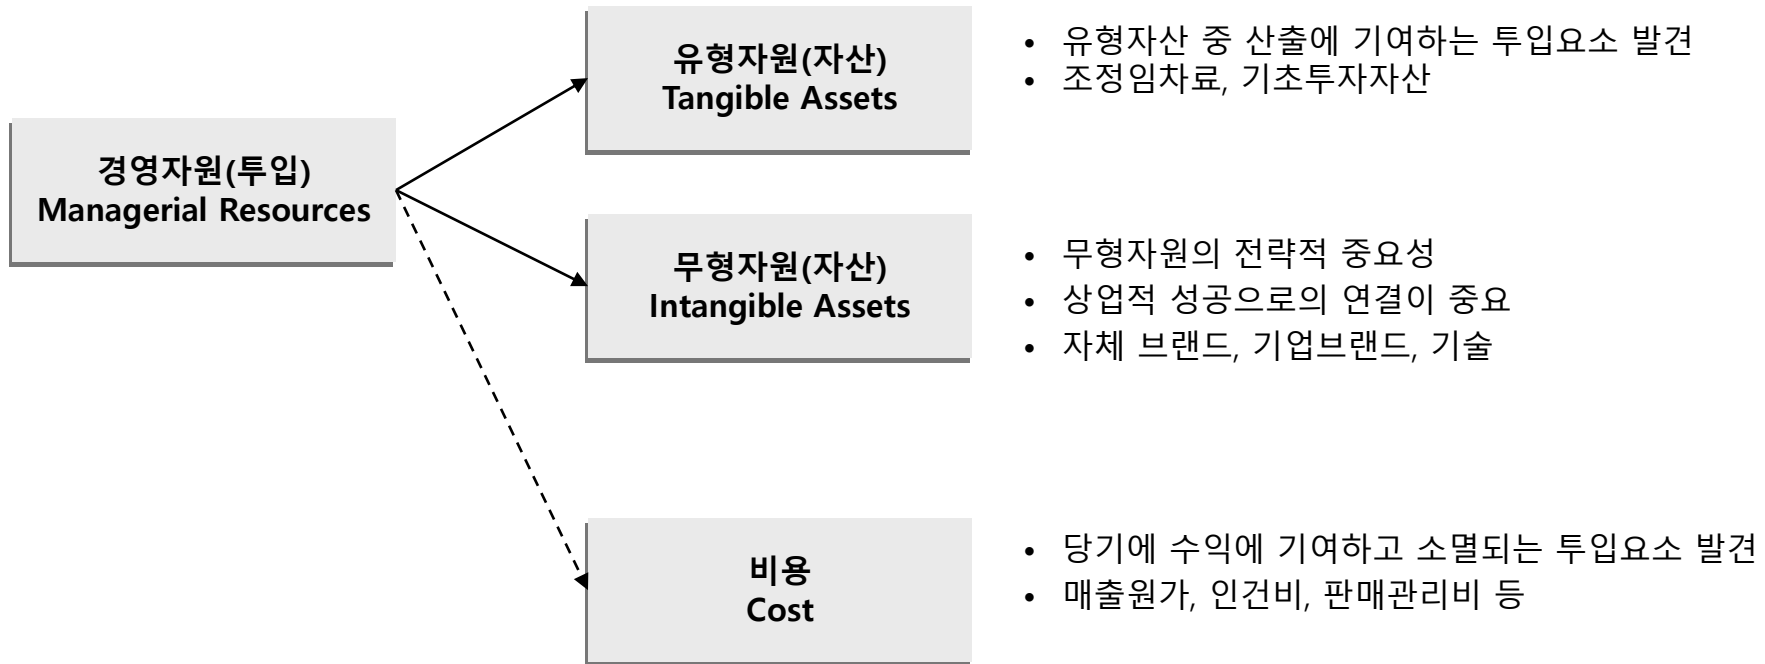 경영자원(투입)
Managerial Resources
유형자원(자산)
Tangible Assets
• 유형자산 중 산출에 기여하는 투입요소 발견
• 조정임차료, 기초투자자산
무형자원(자산)
Intangible Assets
• 무형자원의 전략적 중요성
• 상업적 성공으로의 연결이 중요
• 자체 브랜드, 기업브랜드, 기술
비용
Cost
• 당기에 수익에 기여하고 소멸되는 투입요소 발견
• 매출원가, 인건비, 판매관리비 등